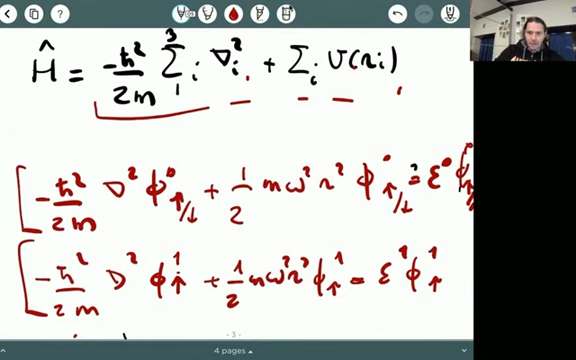 Ĥ = -ħ²/2m Σ³₁ i ∇ᵢ² + Σᵢ U(ri)
-ħ²/2m ∇² ϕ⁰↑/↓ + 1/2 mω²r² ϕ⁰↑/↓ = ε⁰ ϕ⁰↑/↓
-ħ²/2m ∇² ϕ¹↑ + 1/2 mω²r² ϕ¹↑ = ε¹ ϕ¹↑
- 3 -
4 pages